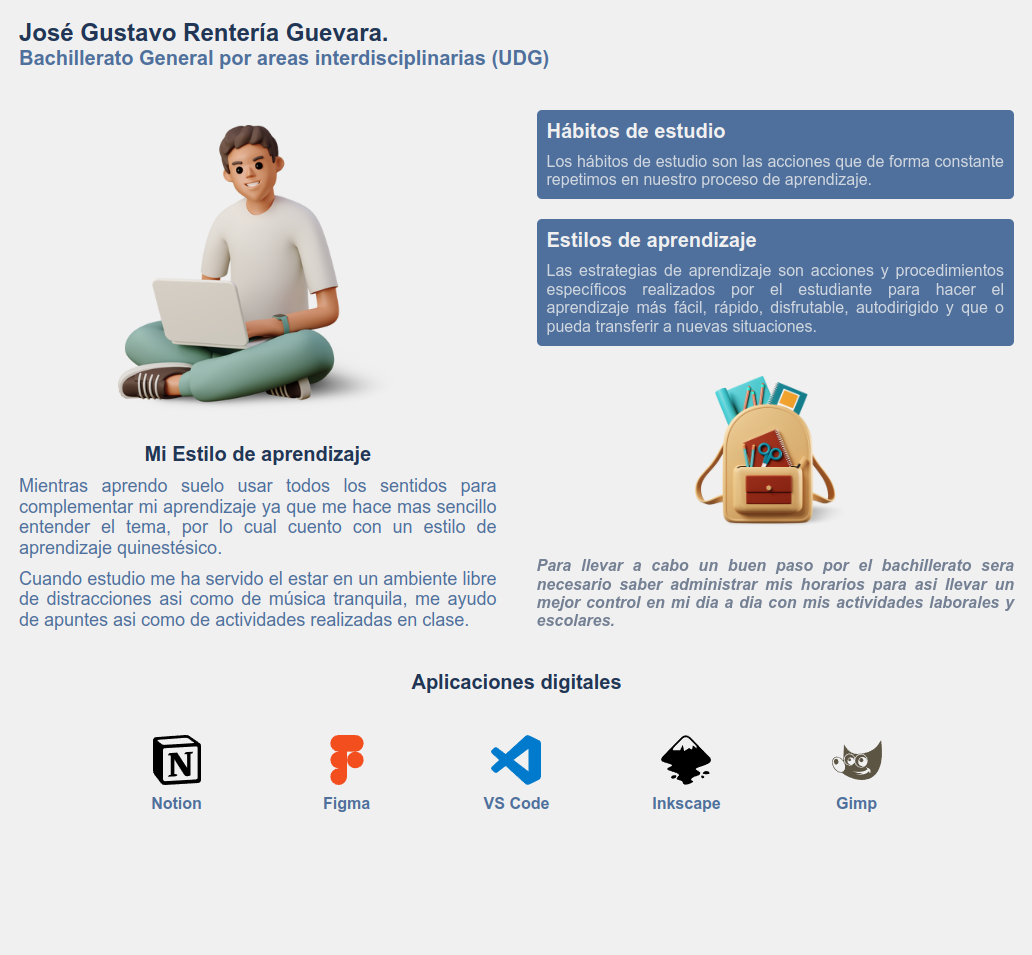 José Gustavo Rentería Guevara.
Bachillerato General por areas interdisciplinarias (UDG)
Hábitos de estudio
Los hábitos de estudio son las acciones que de forma constante
repetimos en nuestro proceso de aprendizaje.
Estilos de aprendizaje
Las estrategias de aprendizaje son acciones y procedimientos
específicos realizados por el estudiante para hacer el
aprendizaje más fácil, rápido, disfrutable, autodirigido y que o
pueda transferir a nuevas situaciones.
Mi Estilo de aprendizaje
Mientras aprendo suelo usar todos los sentidos para
complementar mi aprendizaje ya que me hace mas sencillo
entender el tema, por lo cual cuento con un estilo de
aprendizaje quinestésico.
Cuando estudio me ha servido el estar en un ambiente libre
de distracciones asi como de música tranquila, me ayudo
de apuntes asi como de actividades realizadas en clase.
Para llevar a cabo un buen paso por el bachillerato sera
necesario saber administrar mis horarios para asi llevar un
mejor control en mi dia a dia con mis actividades laborales y
escolares.
Aplicaciones digitales
N
Notion
Figma
VS Code
Inkscape
Gimp